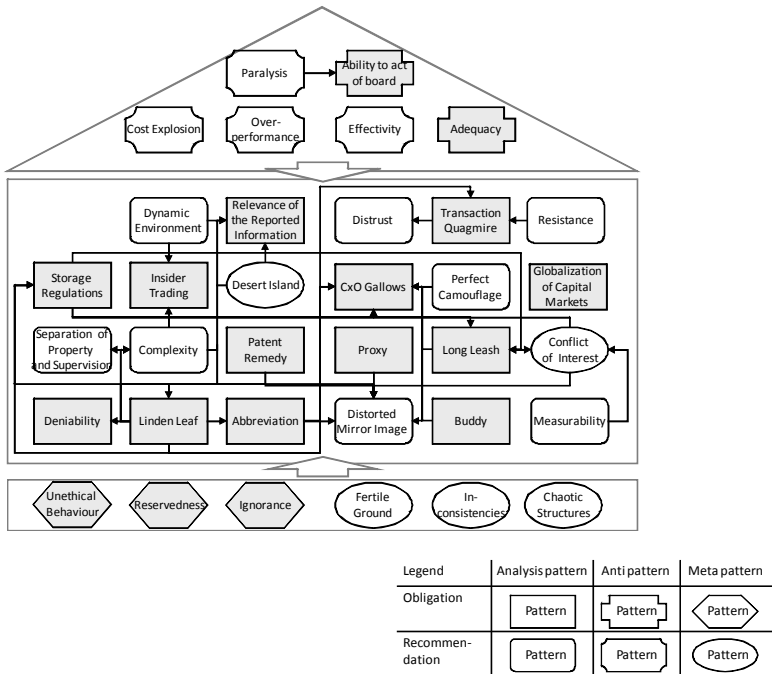 Paralysis
Ability to act
of board
Cost Explosion
Over-
performance
Effectivity
Adequacy
Dynamic
Environment
Relevance of
the Reported
Information
Distrust
Transaction
Quagmire
Resistance
Storage
Regulations
Insider
Trading
Desert Island
CxO Gallows
Perfect
Camouflage
Globalization
of Capital
Markets
Separation of
Property
and Supervision
Complexity
Patent
Remedy
Proxy
Long Leash
Conflict
of Interest
Deniability
Linden Leaf
Abbreviation
Distorted
Mirror Image
Buddy
Measurability
Unethical
Behaviour
Reservedness
Ignorance
Fertile
Ground
In-
consistencies
Chaotic
Structures
Legend
Analysis pattern
Anti pattern
Meta pattern
Obligation
Pattern
Pattern
Pattern
Recommen-
dation
Pattern
Pattern
Pattern